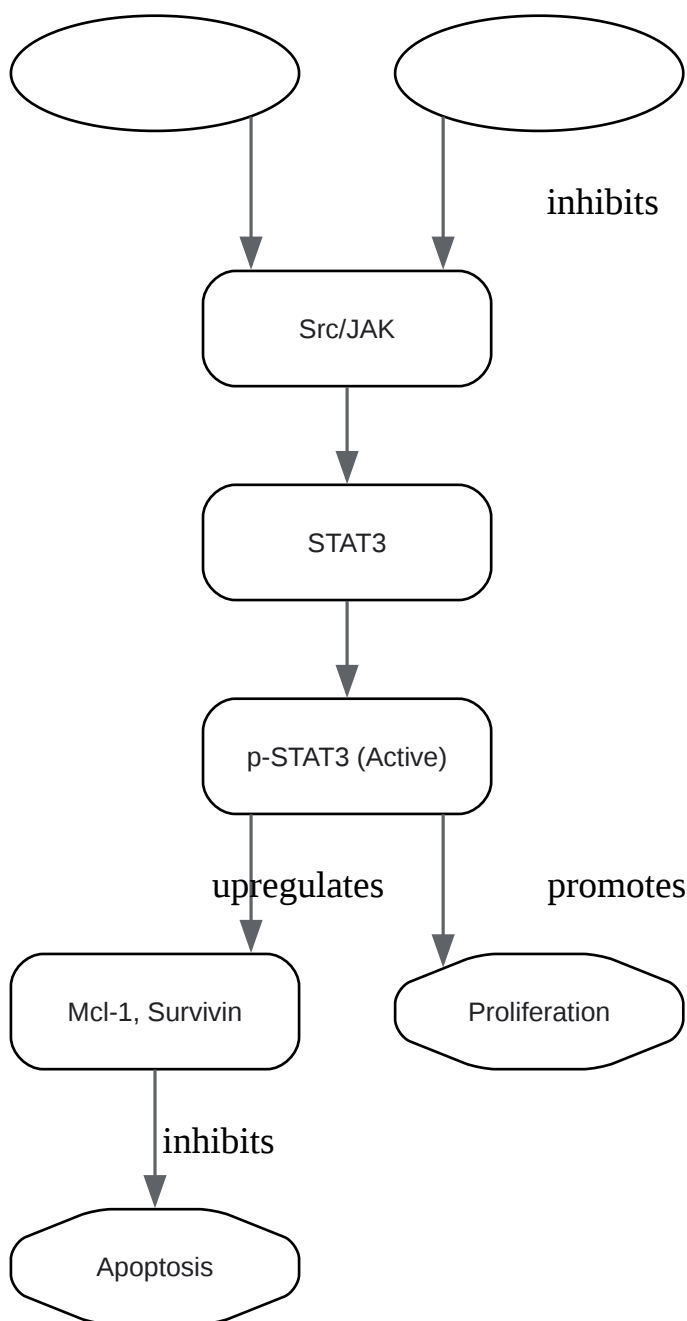 inhibits
Src/JAK
STAT3
p-STAT3 (Active)
upregulates
promotes
Mcl-1, Survivin
Proliferation
inhibits
Apoptosis